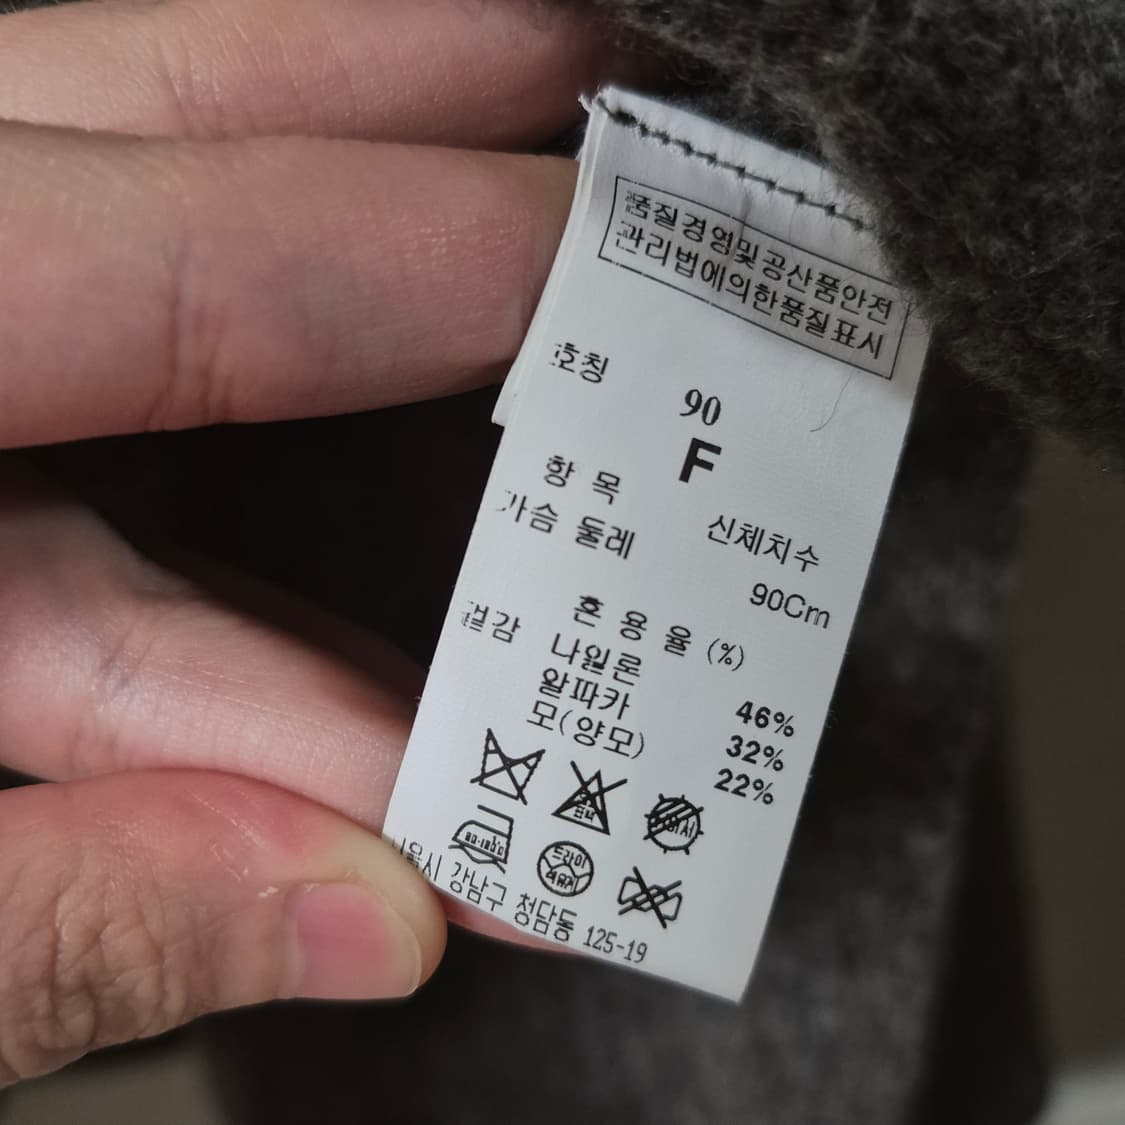 품질경영및공산품안전
관리법에의한품질표시
호칭
90
F
항 목 신체치수
가슴 둘레 90Cm
혼 용 율 (%)
겉감 나일론 46%
알파카 32%
모(양모) 22%
드라이
서울시 강남구 청담동 125-19